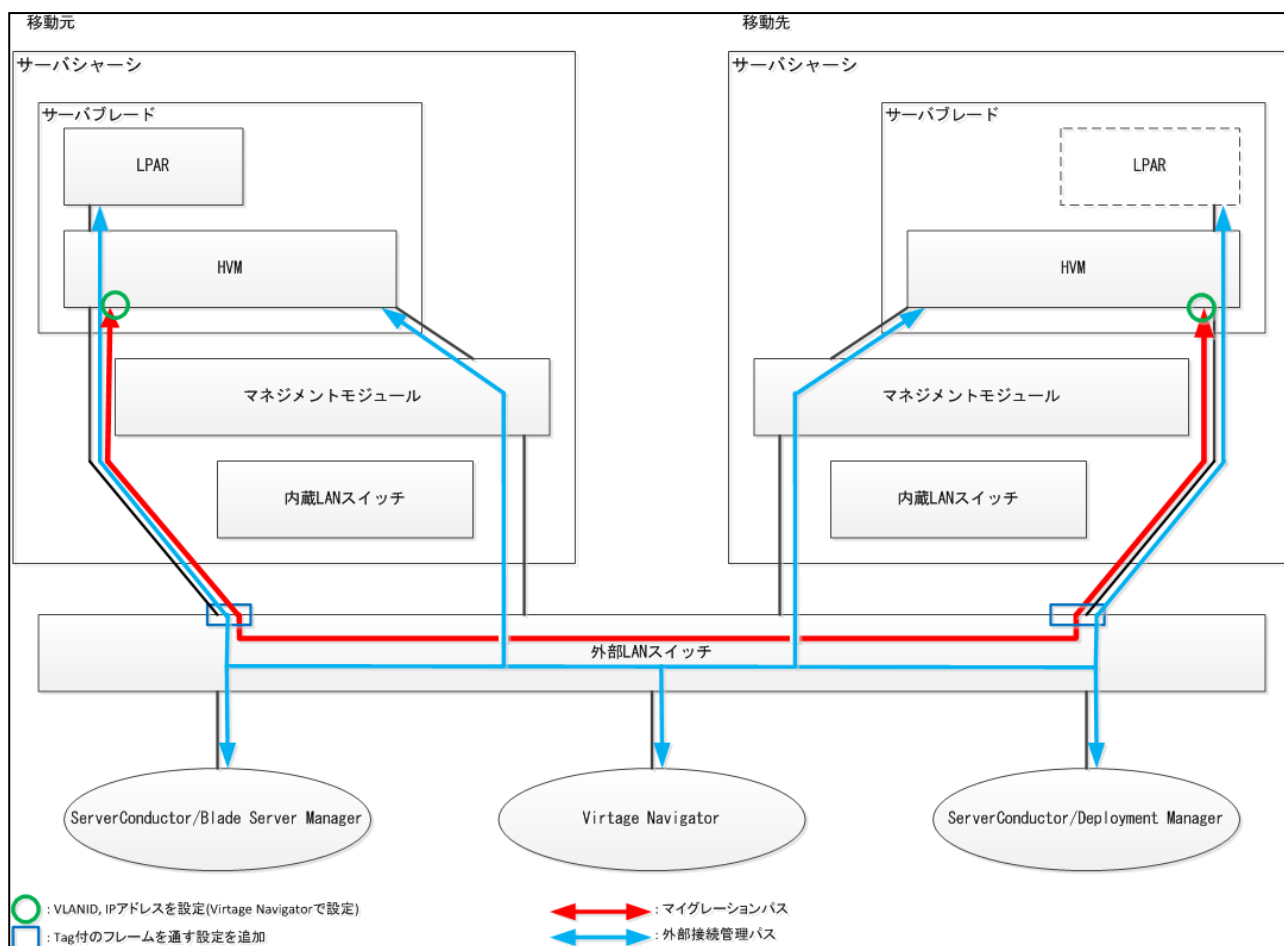 移動元
移動先
サーバシャーシ
サーバシャーシ
サーバブレード
サーバブレード
LPAR
LPAR
HVM
HVM
マネジメントモジュール
マネジメントモジュール
内蔵LANスイッチ
内蔵LANスイッチ
外部LANスイッチ
ServerConductor/Blade Server Manager
Virtage Navigator
ServerConductor/Deployment Manager
: VLANID, IPアドレスを設定(Virtage Navigatorで設定)
: マイグレーションパス
: Tag付のフレームを通す設定を追加
: 外部接続管理パス